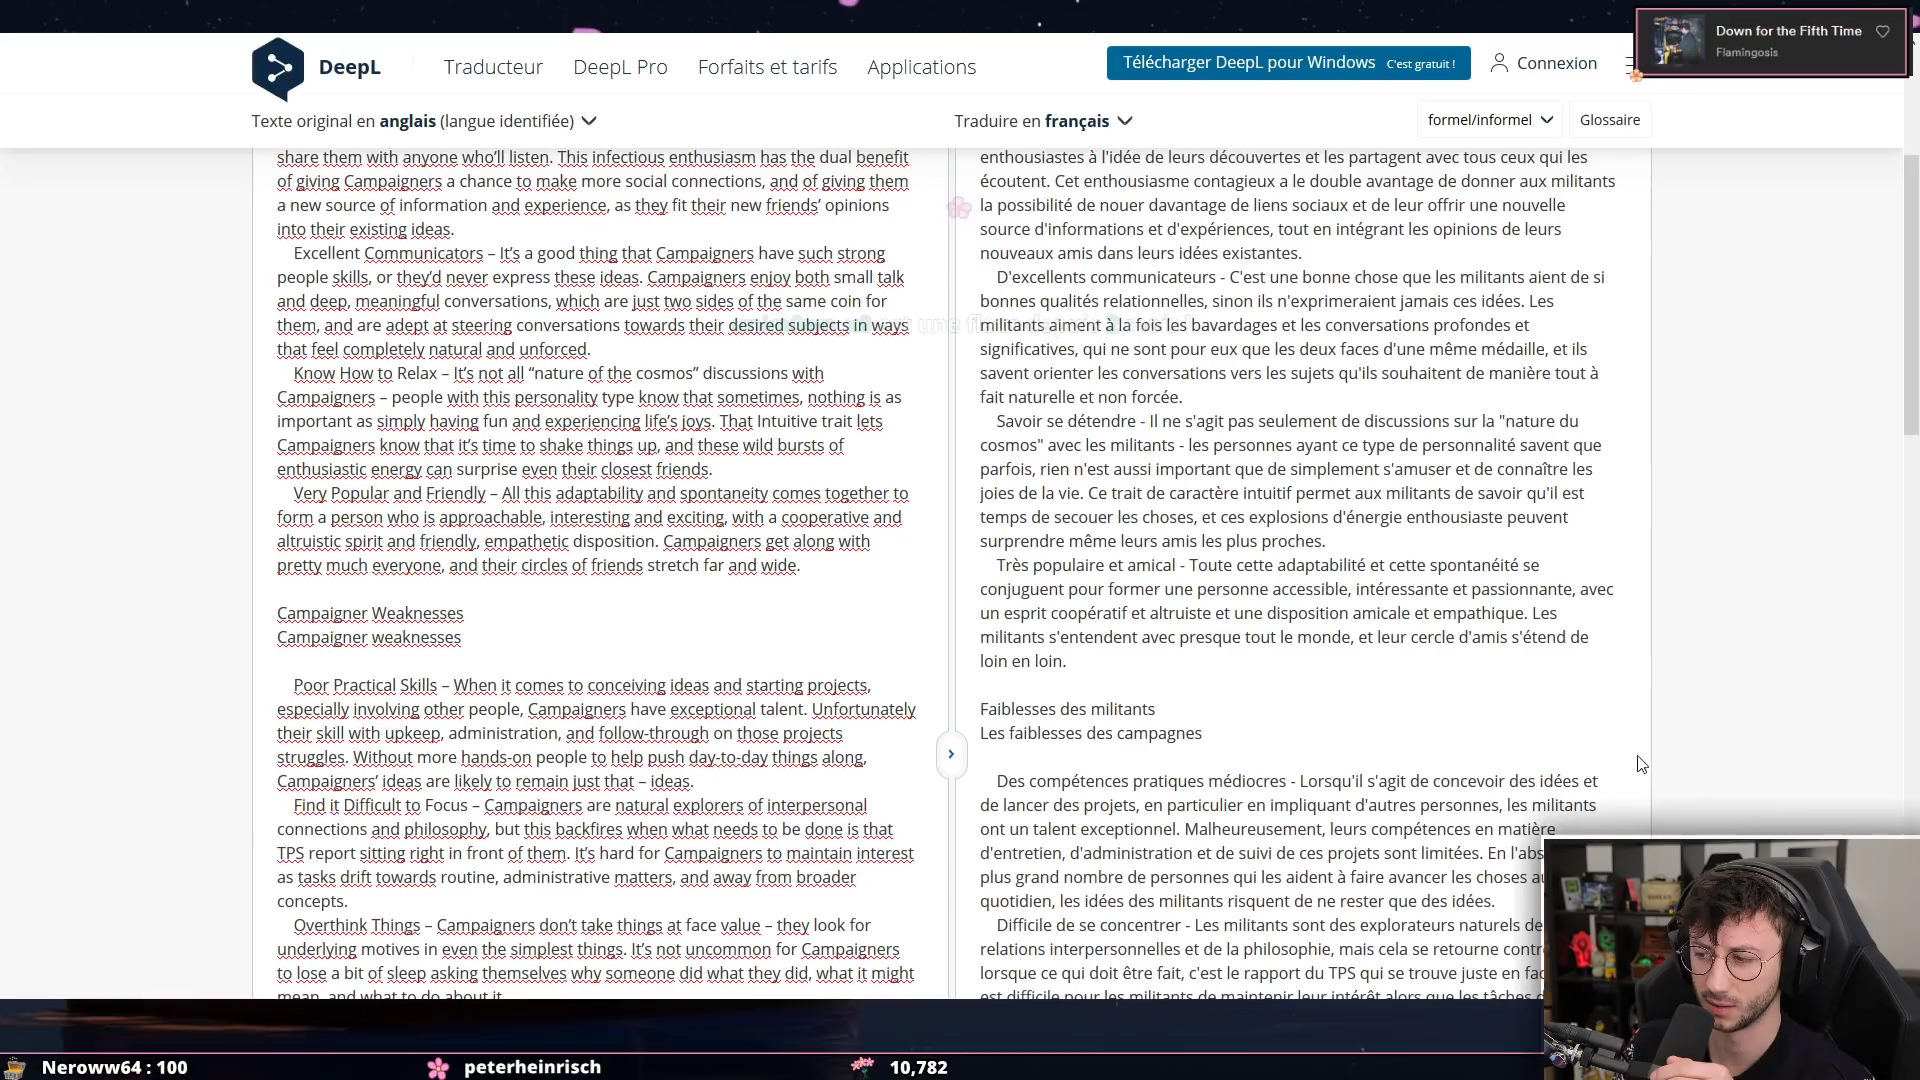 Down for the Fifth Time
Flamingosis
DeepL
Traducteur
DeepL Pro
Forfaits et tarifs
Applications
Télécharger DeepL pour Windows C'est gratuit !
Connexion
Texte original en anglais (langue identifiée)
Traduire en français
formel/informel
Glossaire
share them with anyone who'll listen. This infectious enthusiasm has the dual benefit
of giving Campaigners a chance to make more social connections, and of giving them
a new source of information and experience, as they fit their new friends' opinions
into their existing ideas.
Excellent Communicators – It's a good thing that Campaigners have such strong
people skills, or they'd never express these ideas. Campaigners enjoy both small talk
and deep, meaningful conversations, which are just two sides of the same coin for
them, and are adept at steering conversations towards their desired subjects in ways
that feel completely natural and unforced.
Know How to Relax – It's not all “nature of the cosmos” discussions with
Campaigners – people with this personality type know that sometimes, nothing is as
important as simply having fun and experiencing life's joys. That Intuitive trait lets
Campaigners know that it's time to shake things up, and these wild bursts of
enthusiastic energy can surprise even their closest friends.
Very Popular and Friendly – All this adaptability and spontaneity comes together to
form a person who is approachable, interesting and exciting, with a cooperative and
altruistic spirit and friendly, empathetic disposition. Campaigners get along with
pretty much everyone, and their circles of friends stretch far and wide.
Campaigner Weaknesses
Campaigner weaknesses
Poor Practical Skills – When it comes to conceiving ideas and starting projects,
especially involving other people, Campaigners have exceptional talent. Unfortunately
their skill with upkeep, administration, and follow-through on those projects
struggles. Without more hands-on people to help push day-to-day things along,
Campaigners' ideas are likely to remain just that – ideas.
Find it Difficult to Focus – Campaigners are natural explorers of interpersonal
connections and philosophy, but this backfires when what needs to be done is that
TPS report sitting right in front of them. It's hard for Campaigners to maintain interest
as tasks drift towards routine, administrative matters, and away from broader
concepts.
Overthink Things – Campaigners don't take things at face value – they look for
underlying motives in even the simplest things. It's not uncommon for Campaigners
to lose a bit of sleep asking themselves why someone did what they did, what it might
mean, and what to do about it.
enthousiastes à l'idée de leurs découvertes et les partagent avec tous ceux qui les
écoutent. Cet enthousiasme contagieux a le double avantage de donner aux militants
la possibilité de nouer davantage de liens sociaux et de leur offrir une nouvelle
source d'informations et d'expériences, tout en intégrant les opinions de leurs
nouveaux amis dans leurs idées existantes.
D'excellents communicateurs - C'est une bonne chose que les militants aient de si
bonnes qualités relationnelles, sinon ils n'exprimeraient jamais ces idées. Les
militants aiment à la fois les bavardages et les conversations profondes et
significatives, qui ne sont pour eux que les deux faces d'une même médaille, et ils
savent orienter les conversations vers les sujets qu'ils souhaitent de manière tout à
fait naturelle et non forcée.
Savoir se détendre - Il ne s'agit pas seulement de discussions sur la "nature du
cosmos" avec les militants - les personnes ayant ce type de personnalité savent que
parfois, rien n'est aussi important que de simplement s'amuser et de connaître les
joies de la vie. Ce trait de caractère intuitif permet aux militants de savoir qu'il est
temps de secouer les choses, et ces explosions d'énergie enthousiaste peuvent
surprendre même leurs amis les plus proches.
Très populaire et amical - Toute cette adaptabilité et cette spontanéité se
conjuguent pour former une personne accessible, intéressante et passionnante, avec
un esprit coopératif et altruiste et une disposition amicale et empathique. Les
militants s'entendent avec presque tout le monde, et leur cercle d'amis s'étend de
loin en loin.
Faiblesses des militants
Les faiblesses des campagnes
Des compétences pratiques médiocres - Lorsqu'il s'agit de concevoir des idées et
de lancer des projets, en particulier en impliquant d'autres personnes, les militants
ont un talent exceptionnel. Malheureusement, leurs compétences en matière
d'entretien, d'administration et de suivi de ces projets sont limitées. En l'abs
plus grand nombre de personnes qui les aident à faire avancer les choses au
quotidien, les idées des militants risquent de ne rester que des idées.
Difficile de se concentrer - Les militants sont des explorateurs naturels de
relations interpersonnelles et de la philosophie, mais cela se retourne contr
lorsque ce qui doit être fait, c'est le rapport du TPS qui se trouve juste en fac
est difficile pour les militants de maintenir leur intérêt alors que les tâches d
Neroww64 : 100
peterheinrisch
10,782